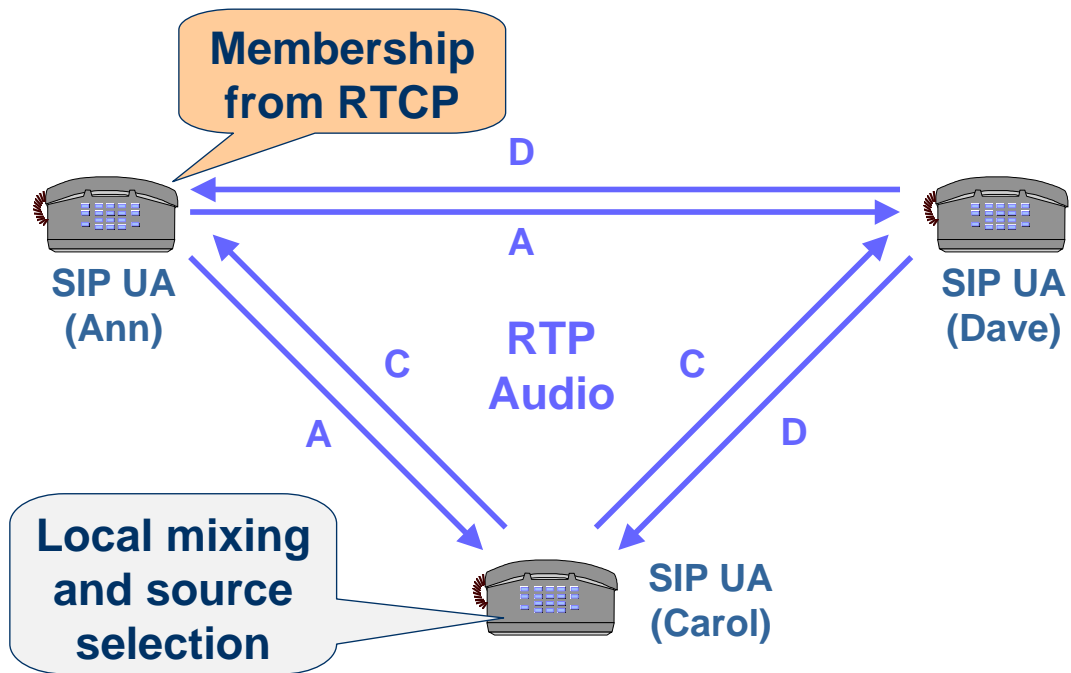 Membership
from RTCP
D
A
SIP UA
(Ann)
SIP UA
(Dave)
RTP
Audio
C
A
C
D
Local mixing
and source
selection
SIP UA
(Carol)